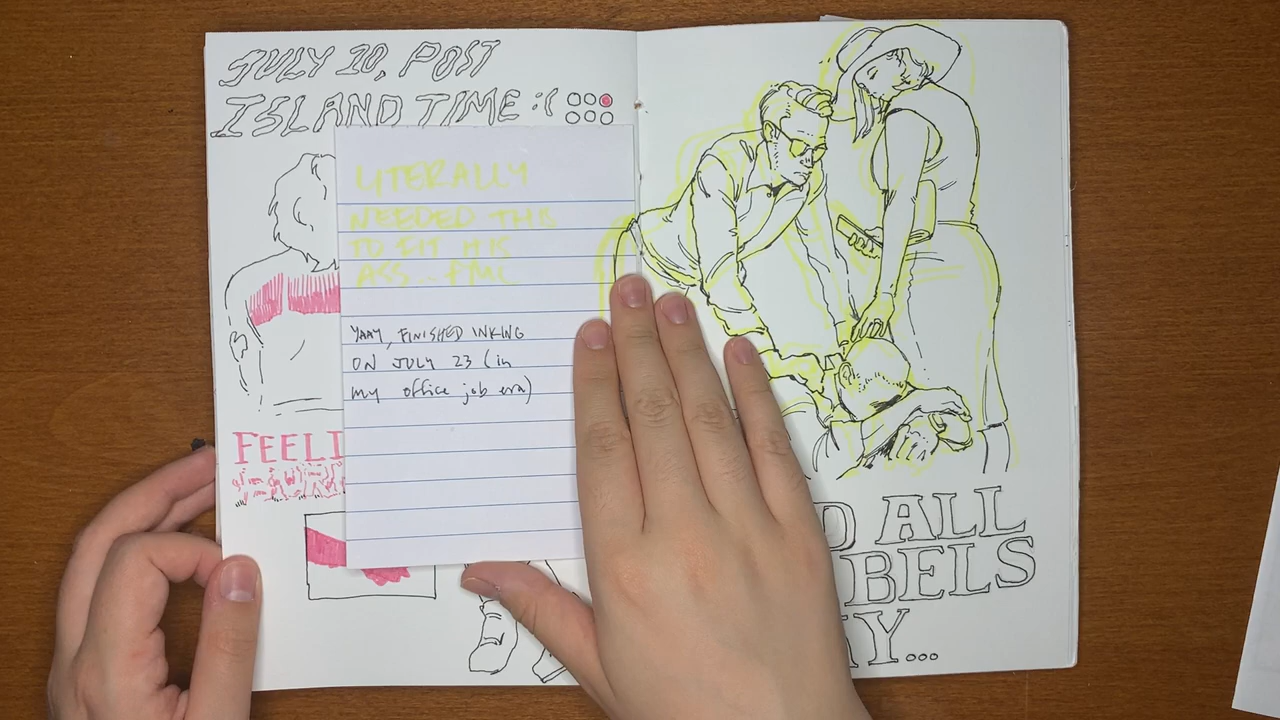 JULY 20, POST
ISLAND TIME :(
LITERALLY
NEEDED THIS
TO FIT HIS
ASS... FML
YAAY, FINISHED INKING
ON JULY 23 (in
my office job era)
FEELI
D ALL
BELS
Y...